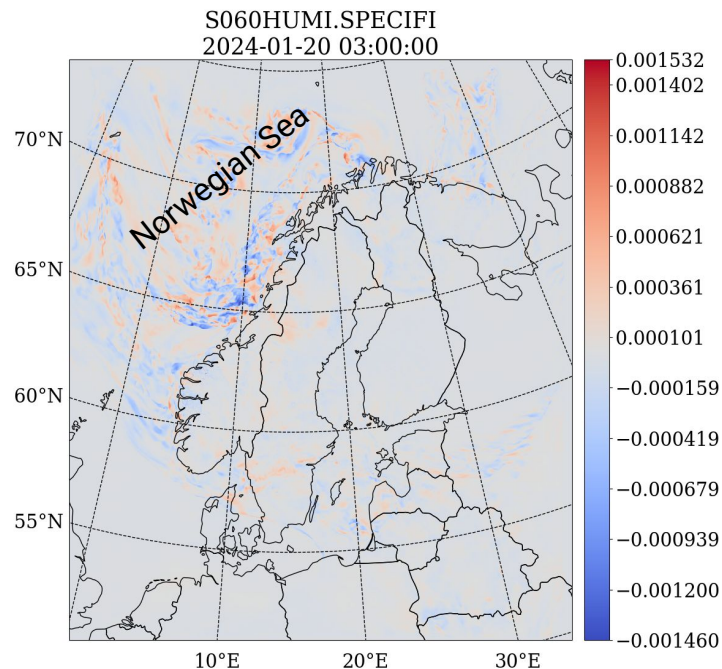 S060HUMI.SPECIFI
2024-01-20 03:00:00
Norwegian Sea
70°N
65°N
60°N
55°N
10°E
20°E
30°E
0.001532
0.001402
0.001142
0.000882
0.000621
0.000361
0.000101
−0.000159
−0.000419
−0.000679
−0.000939
−0.001200
−0.001460